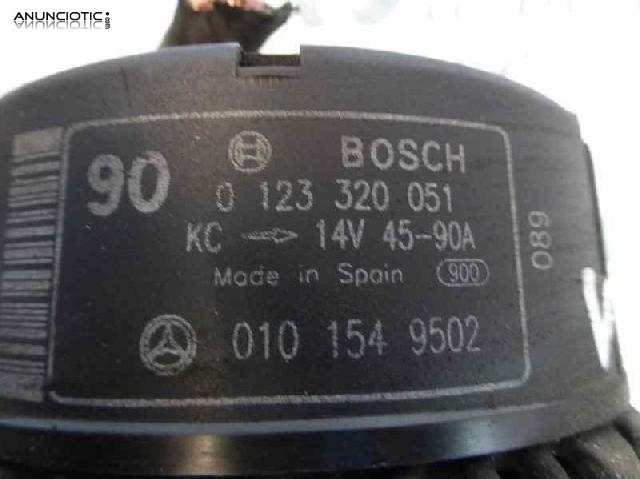 ANUNCIOTIC.com
90
BOSCH
0 123 320 051
KC → 14V 45-90A
Made in Spain 900
010 154 9502
089